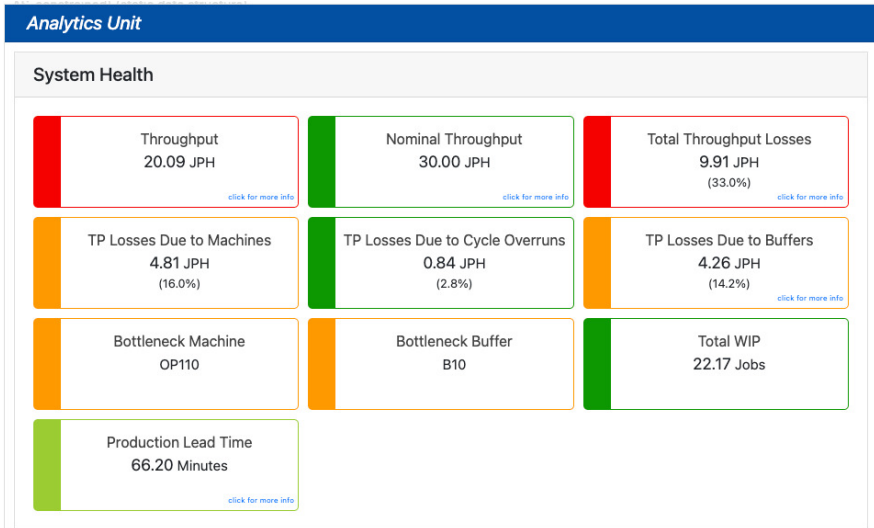 Analytics Unit
System Health
Throughput
20.09 JPH
click for more info
Nominal Throughput
30.00 JPH
click for more info
Total Throughput Losses
9.91 JPH
(33.0%)
click for more info
TP Losses Due to Machines
4.81 JPH
(16.0%)
TP Losses Due to Cycle Overruns
0.84 JPH
(2.8%)
TP Losses Due to Buffers
4.26 JPH
(14.2%)
click for more info
Bottleneck Machine
OP110
Bottleneck Buffer
B10
Total WIP
22.17 Jobs
Production Lead Time
66.20 Minutes
click for more info